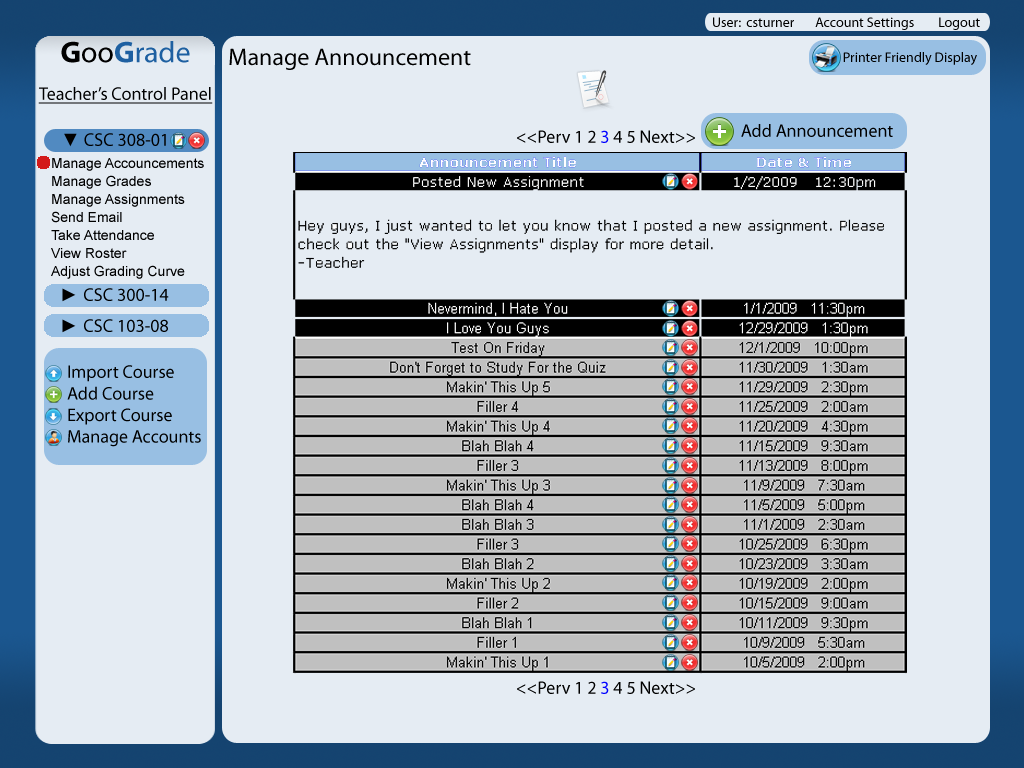 User: csturner Account Settings Logout
GooGrade
Teacher's Control Panel
▼ CSC 308-01
Manage Accouncements
Manage Grades
Manage Assignments
Send Email
Take Attendance
View Roster
Adjust Grading Curve
► CSC 300-14
► CSC 103-08
Import Course
Add Course
Export Course
Manage Accounts
Manage Announcement
Printer Friendly Display
<<Perv 1 2 3 4 5 Next>>
Add Announcement
Announcement Title Date & Time
Posted New Assignment 1/2/2009 12:30pm
Hey guys, I just wanted to let you know that I posted a new assignment. Please
check out the "View Assignments" display for more detail.
-Teacher
Nevermind, I Hate You 1/1/2009 11:30pm
I Love You Guys 12/29/2009 1:30pm
Test On Friday 12/1/2009 10:00pm
Don't Forget to Study For the Quiz 11/30/2009 1:30am
Makin' This Up 5 11/29/2009 2:30pm
Filler 4 11/25/2009 2:00am
Makin' This Up 4 11/20/2009 4:30pm
Blah Blah 4 11/15/2009 9:30am
Filler 3 11/13/2009 8:00pm
Makin' This Up 3 11/9/2009 7:30am
Blah Blah 4 11/5/2009 5:00pm
Blah Blah 3 11/1/2009 2:30am
Filler 3 10/25/2009 6:30pm
Blah Blah 2 10/23/2009 3:30am
Makin' This Up 2 10/19/2009 2:00pm
Filler 2 10/15/2009 9:00am
Blah Blah 1 10/11/2009 9:30pm
Filler 1 10/9/2009 5:30am
Makin' This Up 1 10/5/2009 2:00pm
<<Perv 1 2 3 4 5 Next>>